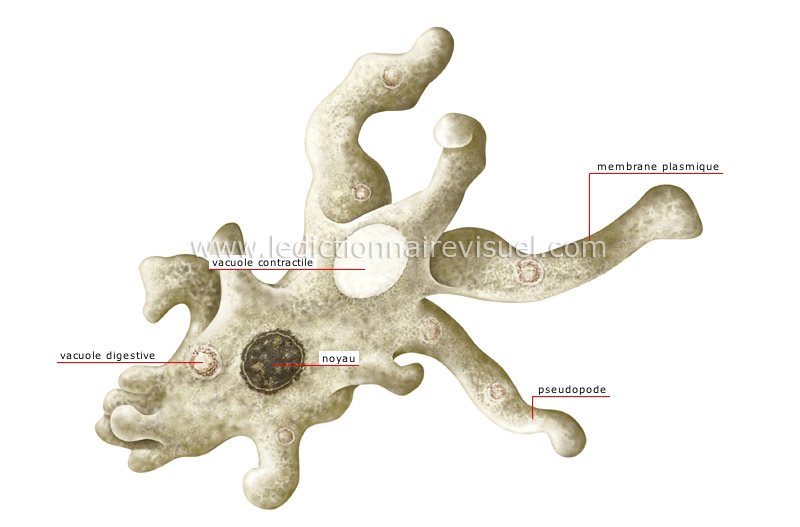 membrane plasmique
www.ledictionnairevisuel.com
vacuole contractile
vacuole digestive
noyau
pseudopode